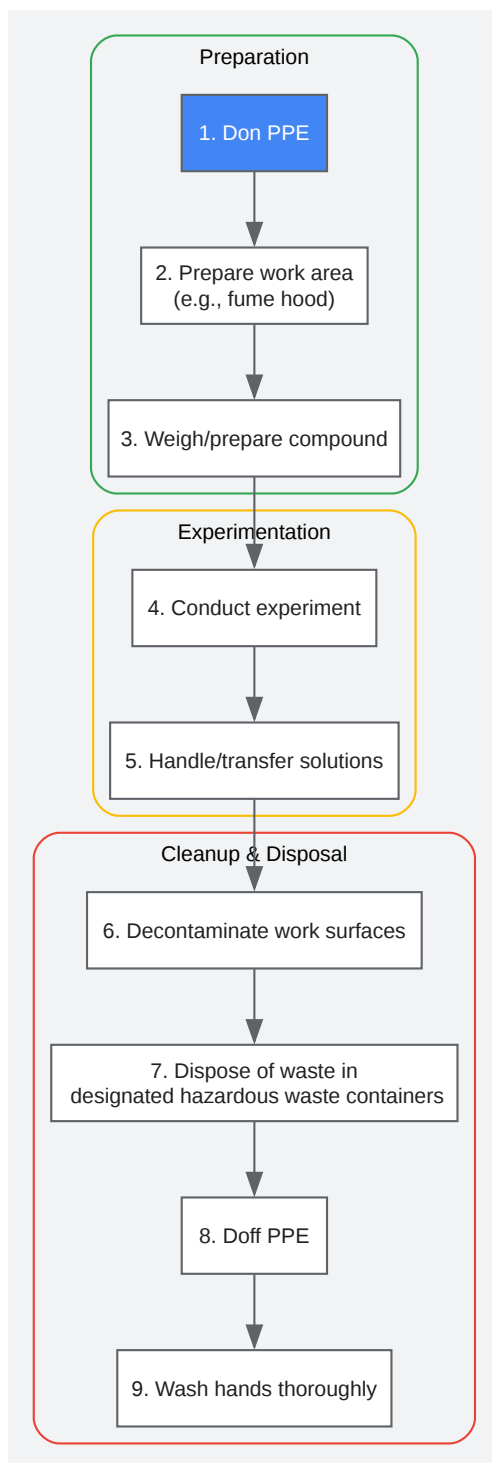 Preparation
1. Don PPE
2. Prepare work area
(e.g., fume hood)
3. Weigh/prepare compound
Experimentation
4. Conduct experiment
5. Handle/transfer solutions
Cleanup & Disposal
6. Decontaminate work surfaces
7. Dispose of waste in
designated hazardous waste containers
8. Doff PPE
9. Wash hands thoroughly